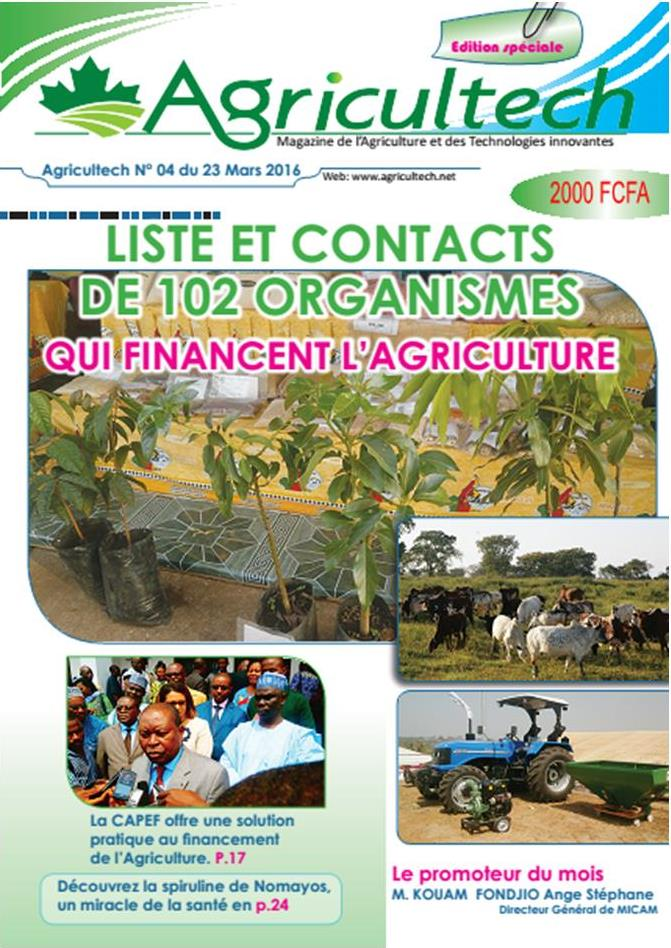 Edition spéciale
Agricultech
Magazine de l'Agriculture et des Technologies innovantes
Agricultech N° 04 du 23 Mars 2016
Web: www.agricultech.net
2000 FCFA
LISTE ET CONTACTS
DE 102 ORGANISMES
QUI FINANCENT L'AGRICULTURE
La CAPEF offre une solution
pratique au financement
de l'Agriculture. P.17
Découvrez la spiruline de Nomayos,
un miracle de la santé en p.24
Le promoteur du mois
M. KOUAM FONDJIO Ange Stéphane
Directeur Général de MICAM